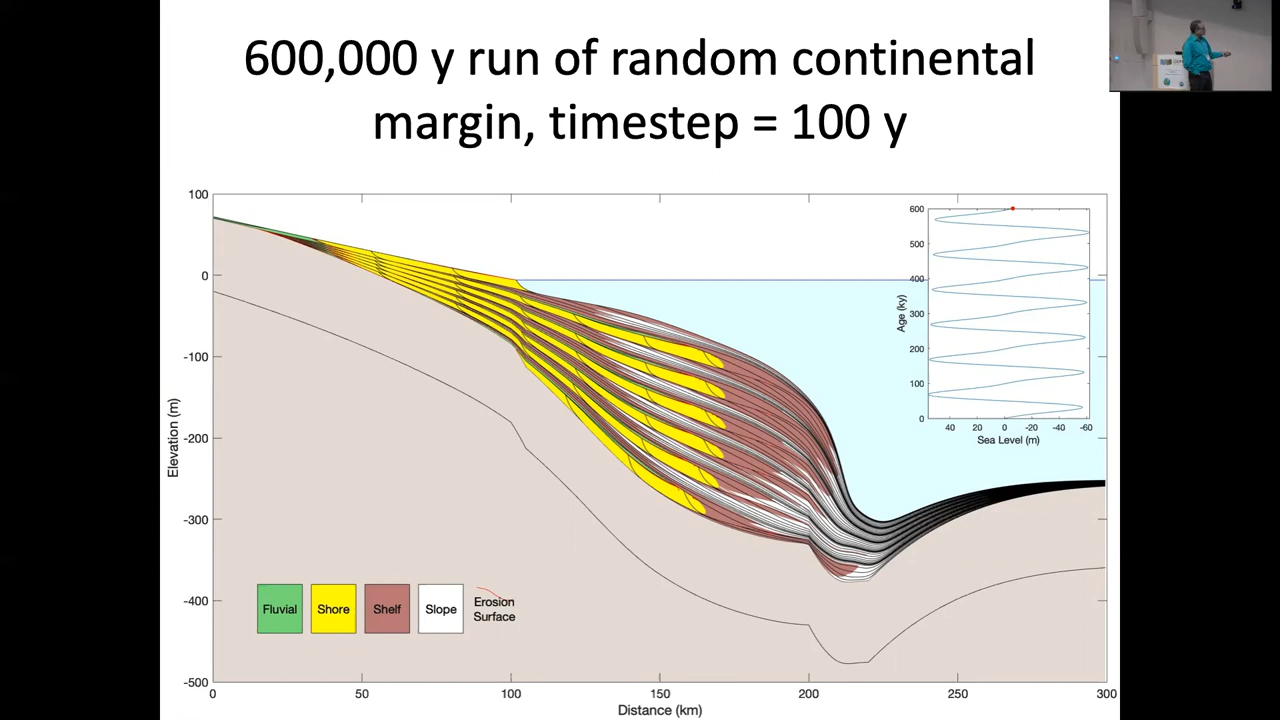 600,000 y run of random continental
margin, timestep = 100 y
100
0
-100
-200
-300
-400
-500
Elevation (m)
0
50
100
150
200
250
300
Distance (km)
Fluvial
Shore
Shelf
Slope
Erosion
Surface
600
500
400
300
200
100
0
Age (ky)
40
20
0
-20
-40
-60
Sea Level (m)